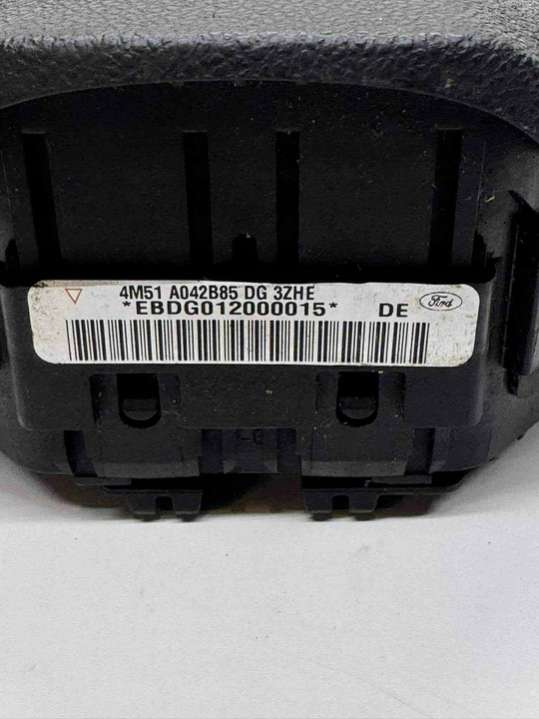 4M51 A042B85 DG 3ZHE
*EBDG012000015*
DE Ford